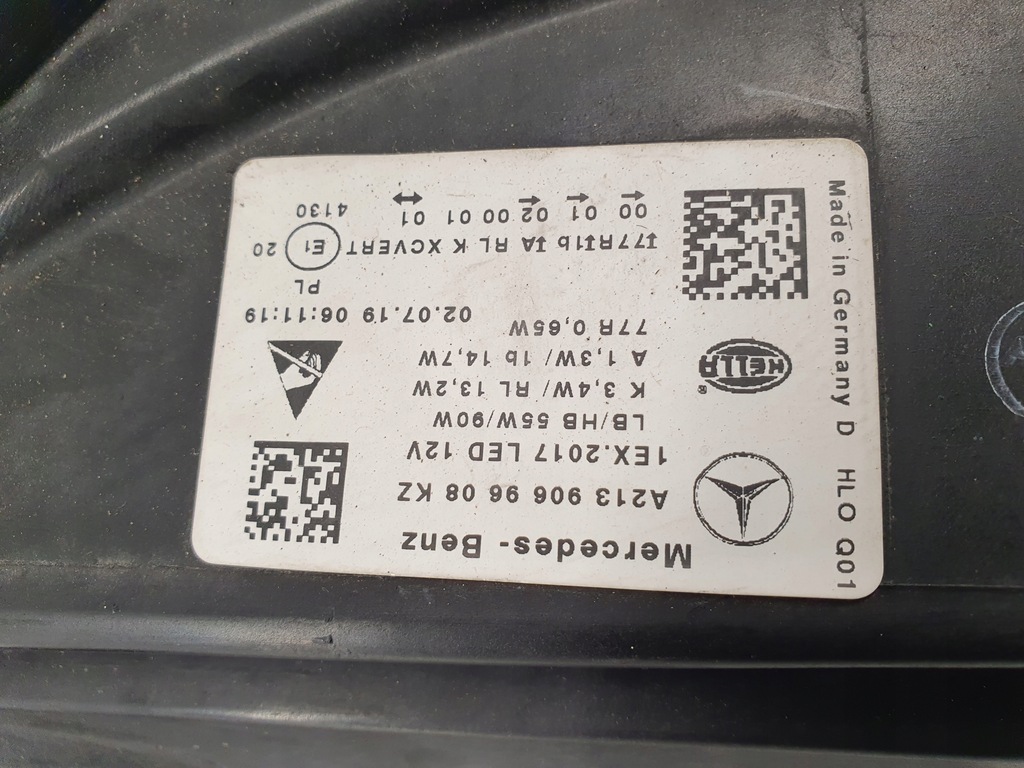 Mercedes-Benz
A213 906 96 08 KZ
1EX.2017 LED 12V
LB/HB 55W/90W
K 3,4W/ RL 13,2W
A 1,3W/ 1b 14,7W
77R 0,65W
02.07.19 06:11:19
PL
E1 20
A RL K XCVERT
00 01 02 00 01 01
4130
HELLA ®
Made in Germany D HLO Q01